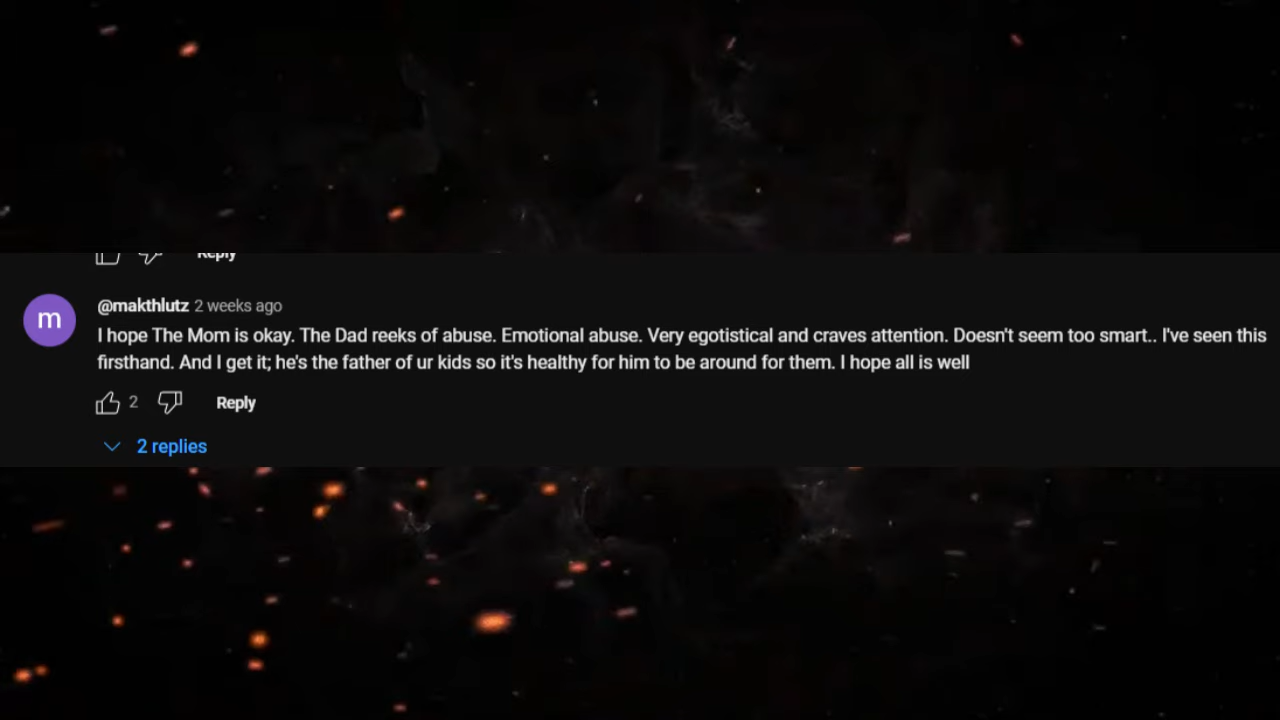 Reply
m
@makthlutz 2 weeks ago
I hope The Mom is okay. The Dad reeks of abuse. Emotional abuse. Very egotistical and craves attention. Doesn't seem too smart.. I've seen this
firsthand. And I get it; he's the father of ur kids so it's healthy for him to be around for them. I hope all is well
2 Reply
2 replies